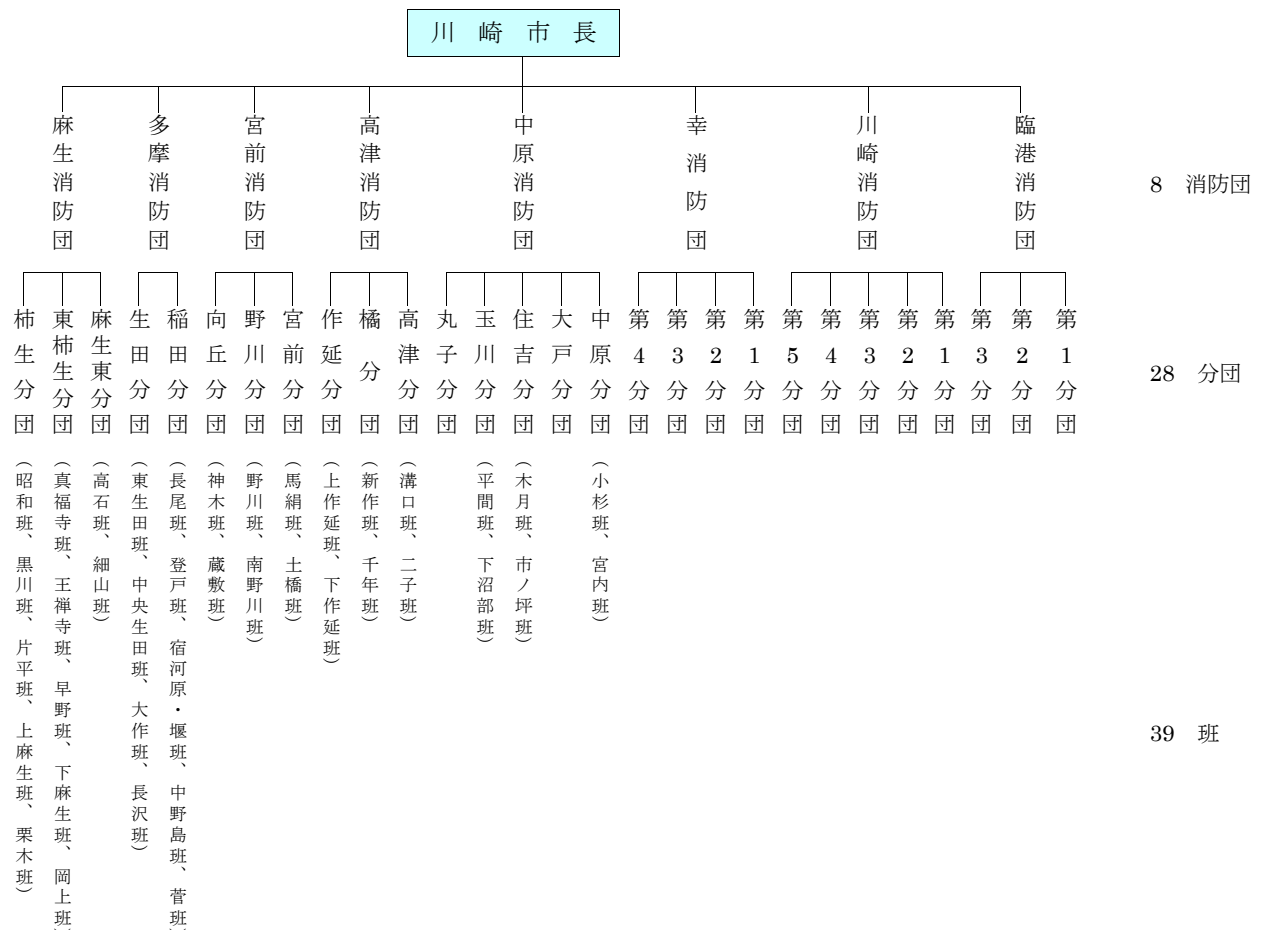 川崎市長
臨港消防団
川崎消防団
幸消防団
中原消防団
高津消防団
宮前消防団
多摩消防団
麻生消防団
8 消防団
第1分団
第2分団
第3分団
第1分団
第2分団
第3分団
第4分団
第5分団
第1分団
第2分団
第3分団
第4分団
中原分団
大戸分団
住吉分団
玉川分団
丸子分団
高津分団
橘分団
作延分団
宮前分団
野川分団
向丘分団
稲田分団
生田分団
麻生東分団
東柿生分団
柿生分団
28 分団
(小杉班、宮内班)
(木月班、市ノ坪班)
(平間班、下沼部班)
(溝口班、二子班)
(新作班、千年班)
(上作延班、下作延班)
(馬絹班、土橋班)
(野川班、南野川班)
(神木班、蔵敷班)
(長尾班、登戸班、宿河原・堰班、中野島班、菅班)
(東生田班、中央生田班、大作班、長沢班)
(高石班、細山班)
(真福寺班、王禅寺班、早野班、下麻生班、岡上班)
(昭和班、黒川班、片平班、上麻生班、栗木班)
39 班